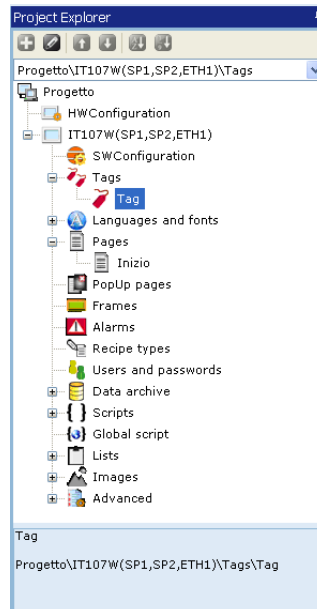 Project Explorer
Progetto\IT107W(SP1,SP2,ETH1)\Tags
Progetto
HWConfiguration
IT107W(SP1,SP2,ETH1)
SWConfiguration
Tags
Tag
Languages and fonts
Pages
Inizio
PopUp pages
Frames
Alarms
Recipe types
Users and passwords
Data archive
Scripts
Global script
Lists
Images
Advanced
Tag
Progetto\IT107W(SP1,SP2,ETH1)\Tags\Tag